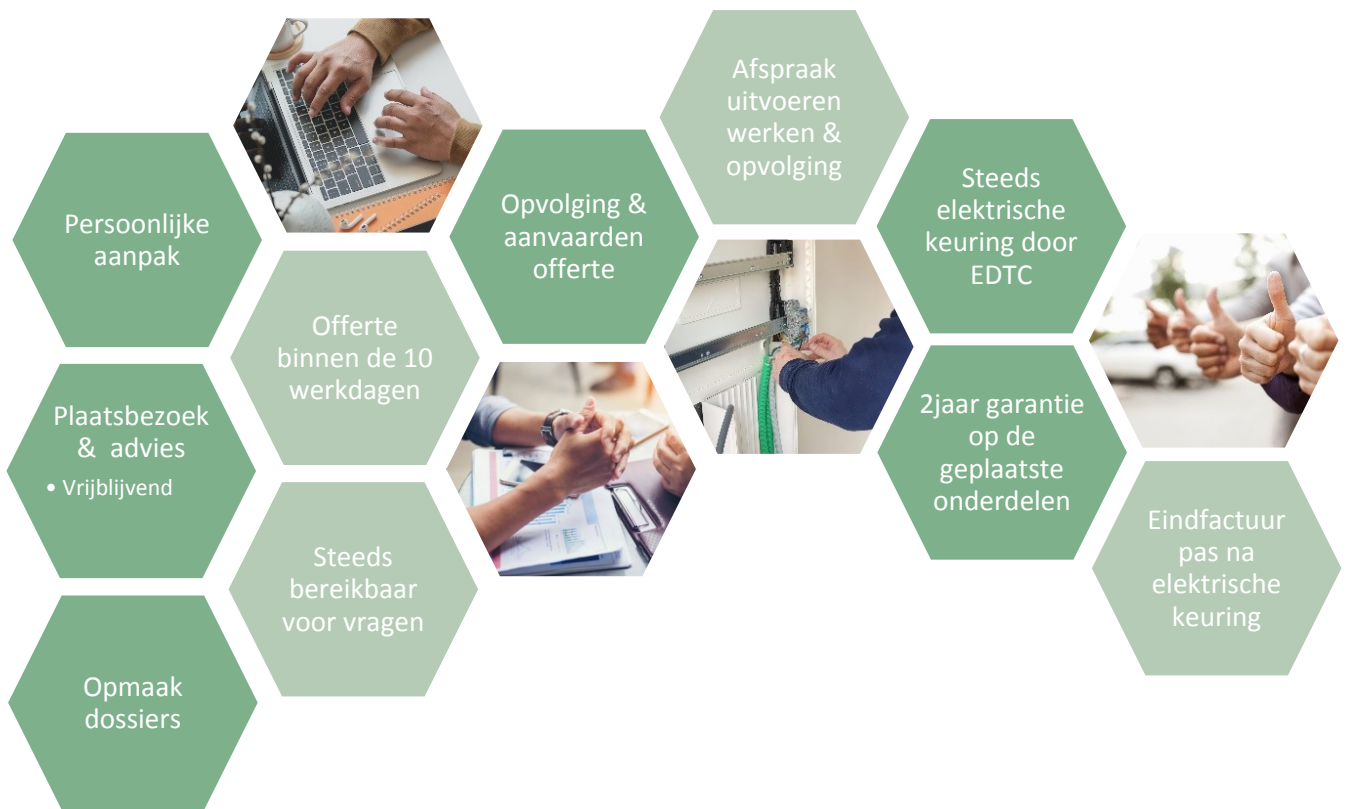 Persoonlijke
aanpak
Plaatsbezoek
& advies
• Vrijblijvend
Opmaak
dossiers
Offerte
binnen de 10
werkdagen
Steeds
bereikbaar
voor vragen
Opvolging &
aanvaarden
offerte
Afspraak
uitvoeren
werken &
opvolging
Steeds
elektrische
keuring door
EDTC
2jaar garantie
op de
geplaatste
onderdelen
Eindfactuur
pas na
elektrische
keuring